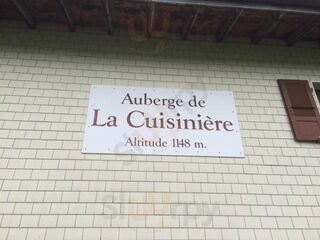 Auberge de
La Cuisinière
Altitude 1148 m.